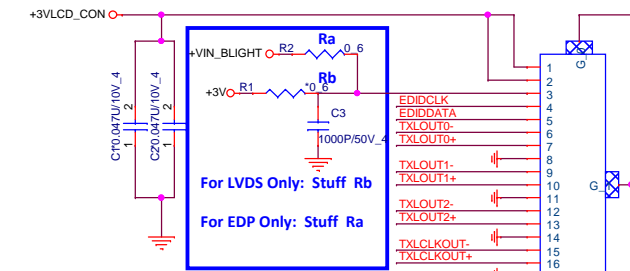 +3VLCD_CON
Ra
+VIN_BLIGHT R2 0_6
Rb
+3V R1 *0_6
C3
1000P/50V_4
C1 *0.047U/10V_4 1 2
C2 0.047U/10V_4 1 2
For LVDS Only: Stuff Rb
For EDP Only: Stuff Ra
EDIDCLK
EDIDDATA
TXLOUT0-
TXLOUT0+
TXLOUT1-
TXLOUT1+
TXLOUT2-
TXLOUT2+
TXLCLKOUT-
TXLCLKOUT+
1
2
3
4
5
6
7
8
9
10
11
12
13
14
15
16
G_
G_